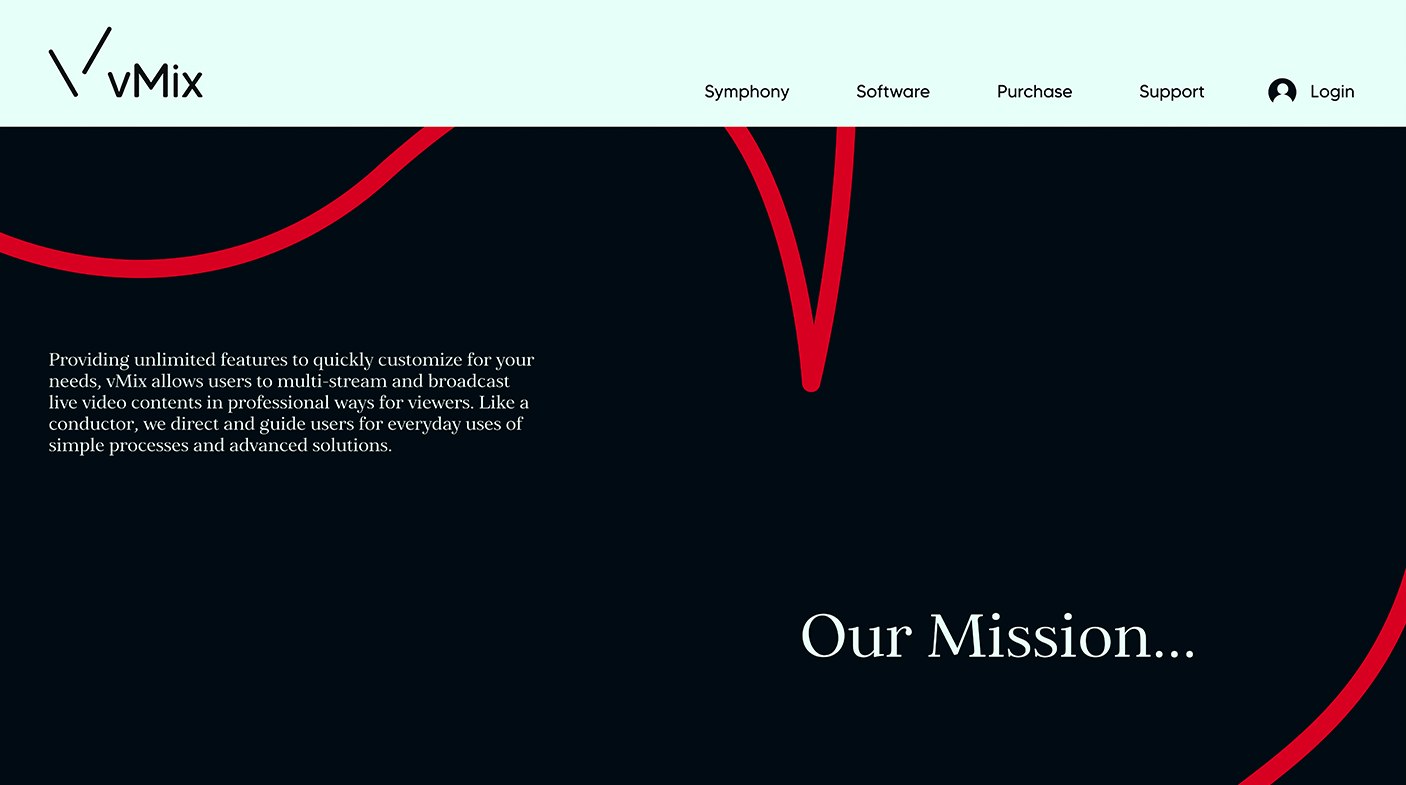 vMix
Symphony
Software
Purchase
Support
Login
Providing unlimited features to quickly customize for your
needs, vMix allows users to multi-stream and broadcast
live video contents in professional ways for viewers. Like a
conductor, we direct and guide users for everyday uses of
simple processes and advanced solutions.
Our Mission...